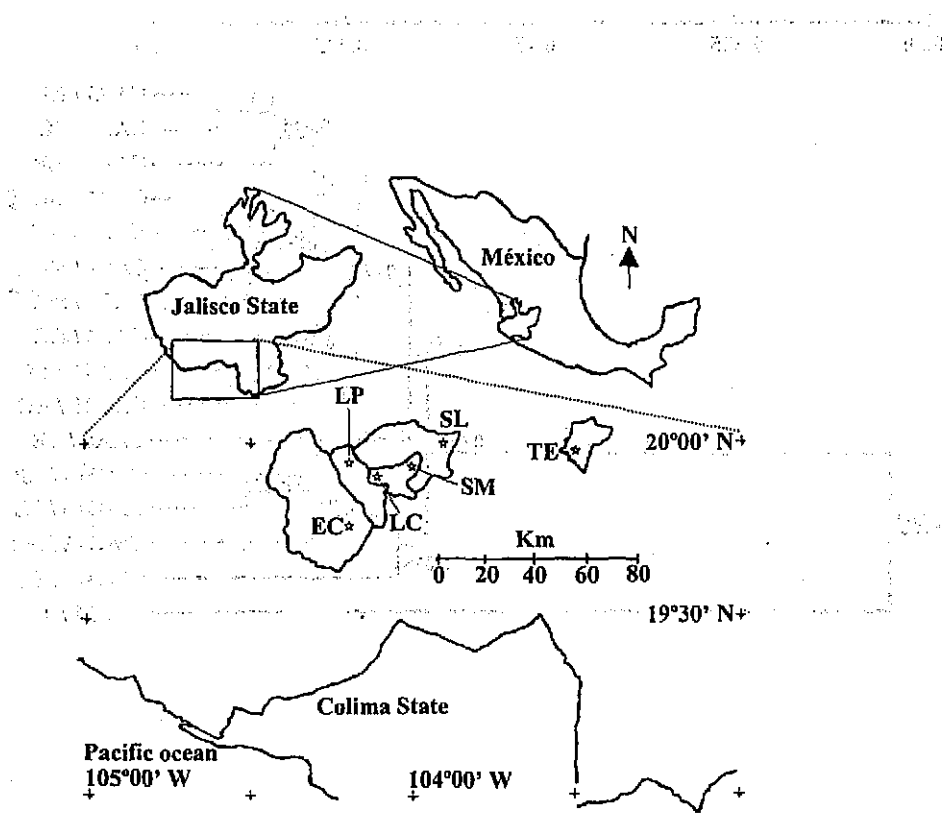 México
N
Jalisco State
LP
SL
20°00' N
TE
SM
EC
LC
Km
0 20 40 60 80
19°30' N
Colima State
Pacific ocean
105°00' W
104°00' W